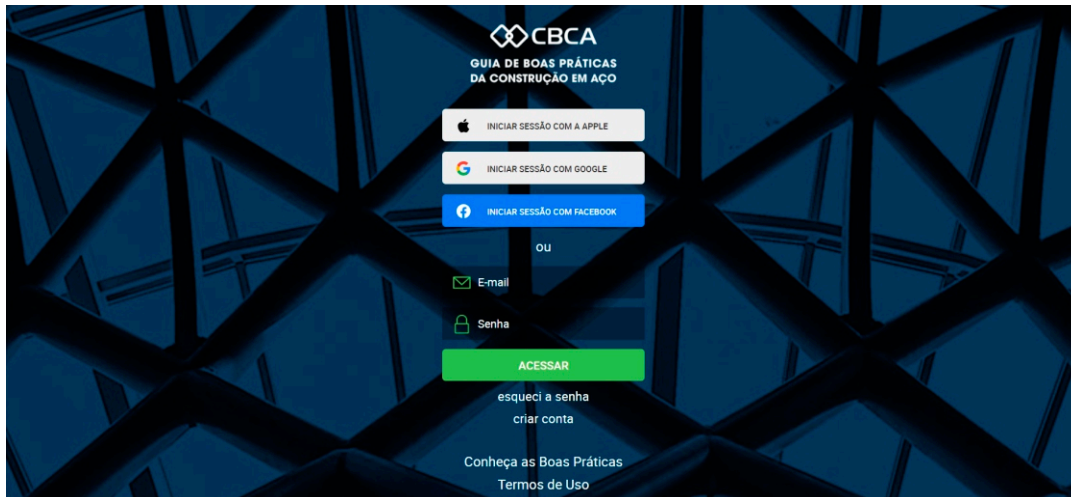 CBCA
GUIA DE BOAS PRÁTICAS
DA CONSTRUÇÃO EM AÇO
INICIAR SESSÃO COM A APPLE
INICIAR SESSÃO COM GOOGLE
INICIAR SESSÃO COM FACEBOOK
ou
E-mail
Senha
ACESSAR
esqueci a senha
criar conta
Conheça as Boas Práticas
Termos de Uso